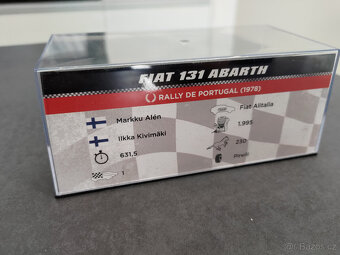 FIAT 131 ABARTH
RALLY DE PORTUGAL (1978)
Markku Alén
Ilkka Kivimäki
631,5
1
Fiat Alitalia
1.995
230
Pirelli